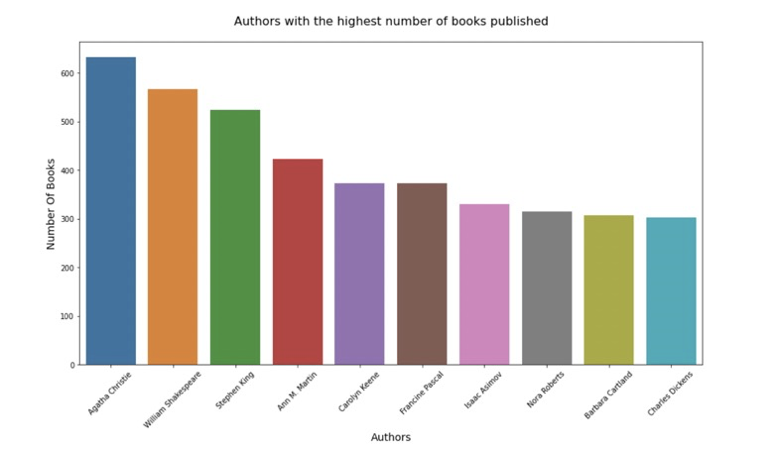 Authors with the highest number of books published
Number Of Books
600
500
400
300
200
100
0
Agatha Christie
William Shakespeare
Stephen King
Ann M. Martin
Carolyn Keene
Francine Pascal
Isaac Asimov
Nora Roberts
Barbara Cartland
Charles Dickens
Authors